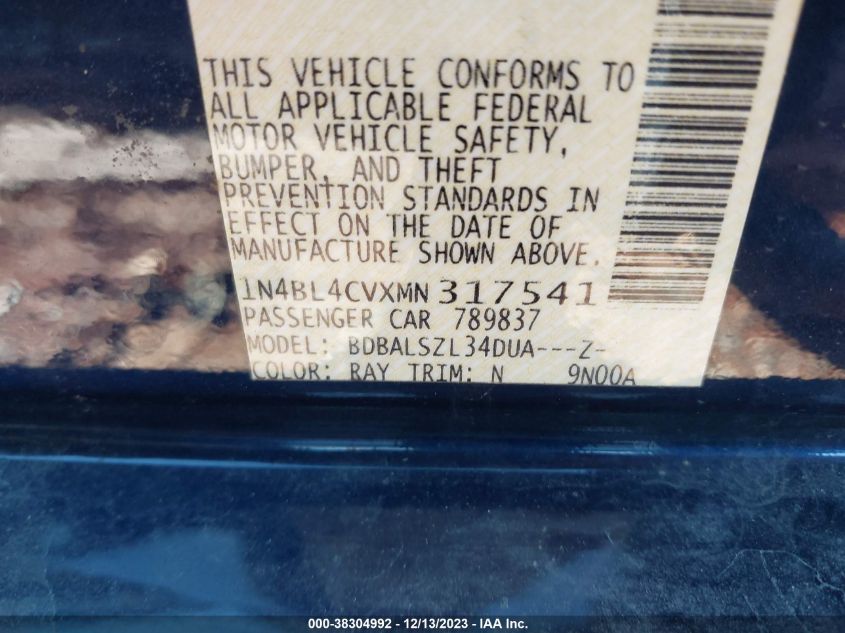 THIS VEHICLE CONFORMS TO
ALL APPLICABLE FEDERAL
MOTOR VEHICLE SAFETY,
BUMPER, AND THEFT
PREVENTION STANDARDS IN
EFFECT ON THE DATE OF
MANUFACTURE SHOWN ABOVE.
1N4BL4CVXMN 317541
PASSENGER CAR 789837
MODEL: BDBALSZL34DUA---Z-
COLOR: RAY TRIM: N 9N00A
000-38304992 - 12/13/2023 - IAA Inc.